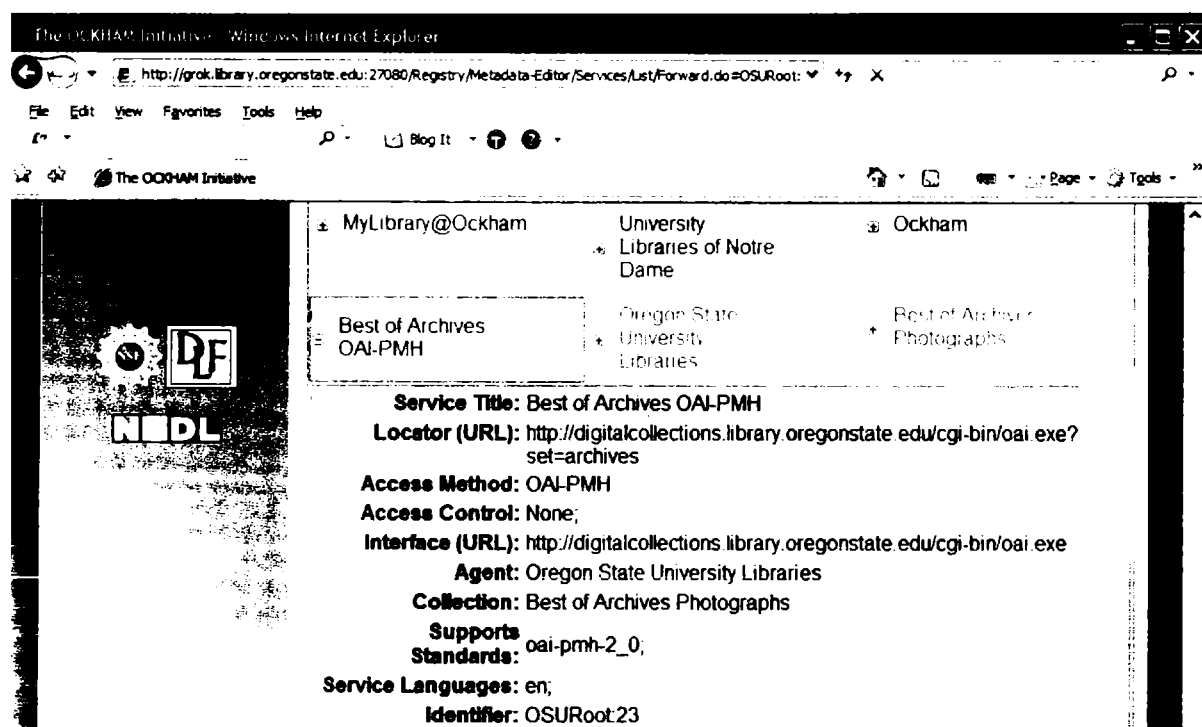 The OCKHAM Initiative - Windows Internet Explorer
http://grok.library.oregonstate.edu:27080/Registry/Metadata-Editor/Services/List/Forward.do=OSURoot:
File Edit View Favorites Tools Help
Blog It
The OCKHAM Initiative Page Tools
MyLibrary@Ockham
University
Libraries of Notre
Dame
Ockham
Best of Archives
OAI-PMH
Oregon State
University
Libraries
Best of Archives
Photographs
DLF
NSDL
Service Title: Best of Archives OAI-PMH
Locator (URL): http://digitalcollections.library.oregonstate.edu/cgi-bin/oai.exe?
set=archives
Access Method: OAI-PMH
Access Control: None;
Interface (URL): http://digitalcollections.library.oregonstate.edu/cgi-bin/oai.exe
Agent: Oregon State University Libraries
Collection: Best of Archives Photographs
Supports
Standards: oai-pmh-2_0;
Service Languages: en;
Identifier: OSURoot:23